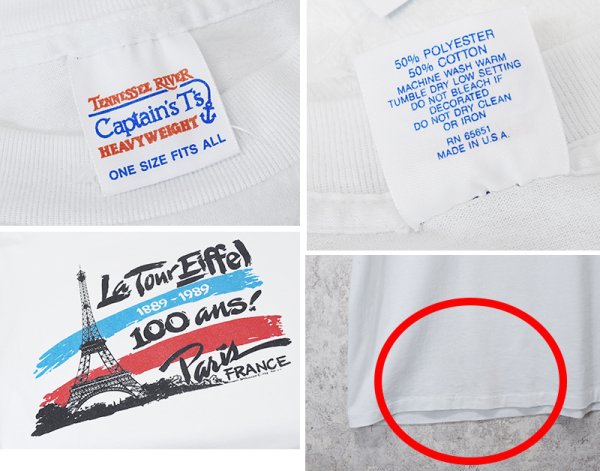 TENNESSEE RIVER
Captain's T's
HEAVYWEIGHT
ONE SIZE FITS ALL
50% POLYESTER
50% COTTON
MACHINE WASH WARM
TUMBLE DRY LOW SETTING
DO NOT BLEACH IF
DECORATED
DO NOT DRY CLEAN
OR IRON
RN 65651
MADE IN U.S.A.
La Tour Eiffel
1889-1989
100 ans!
Paris
FRANCE